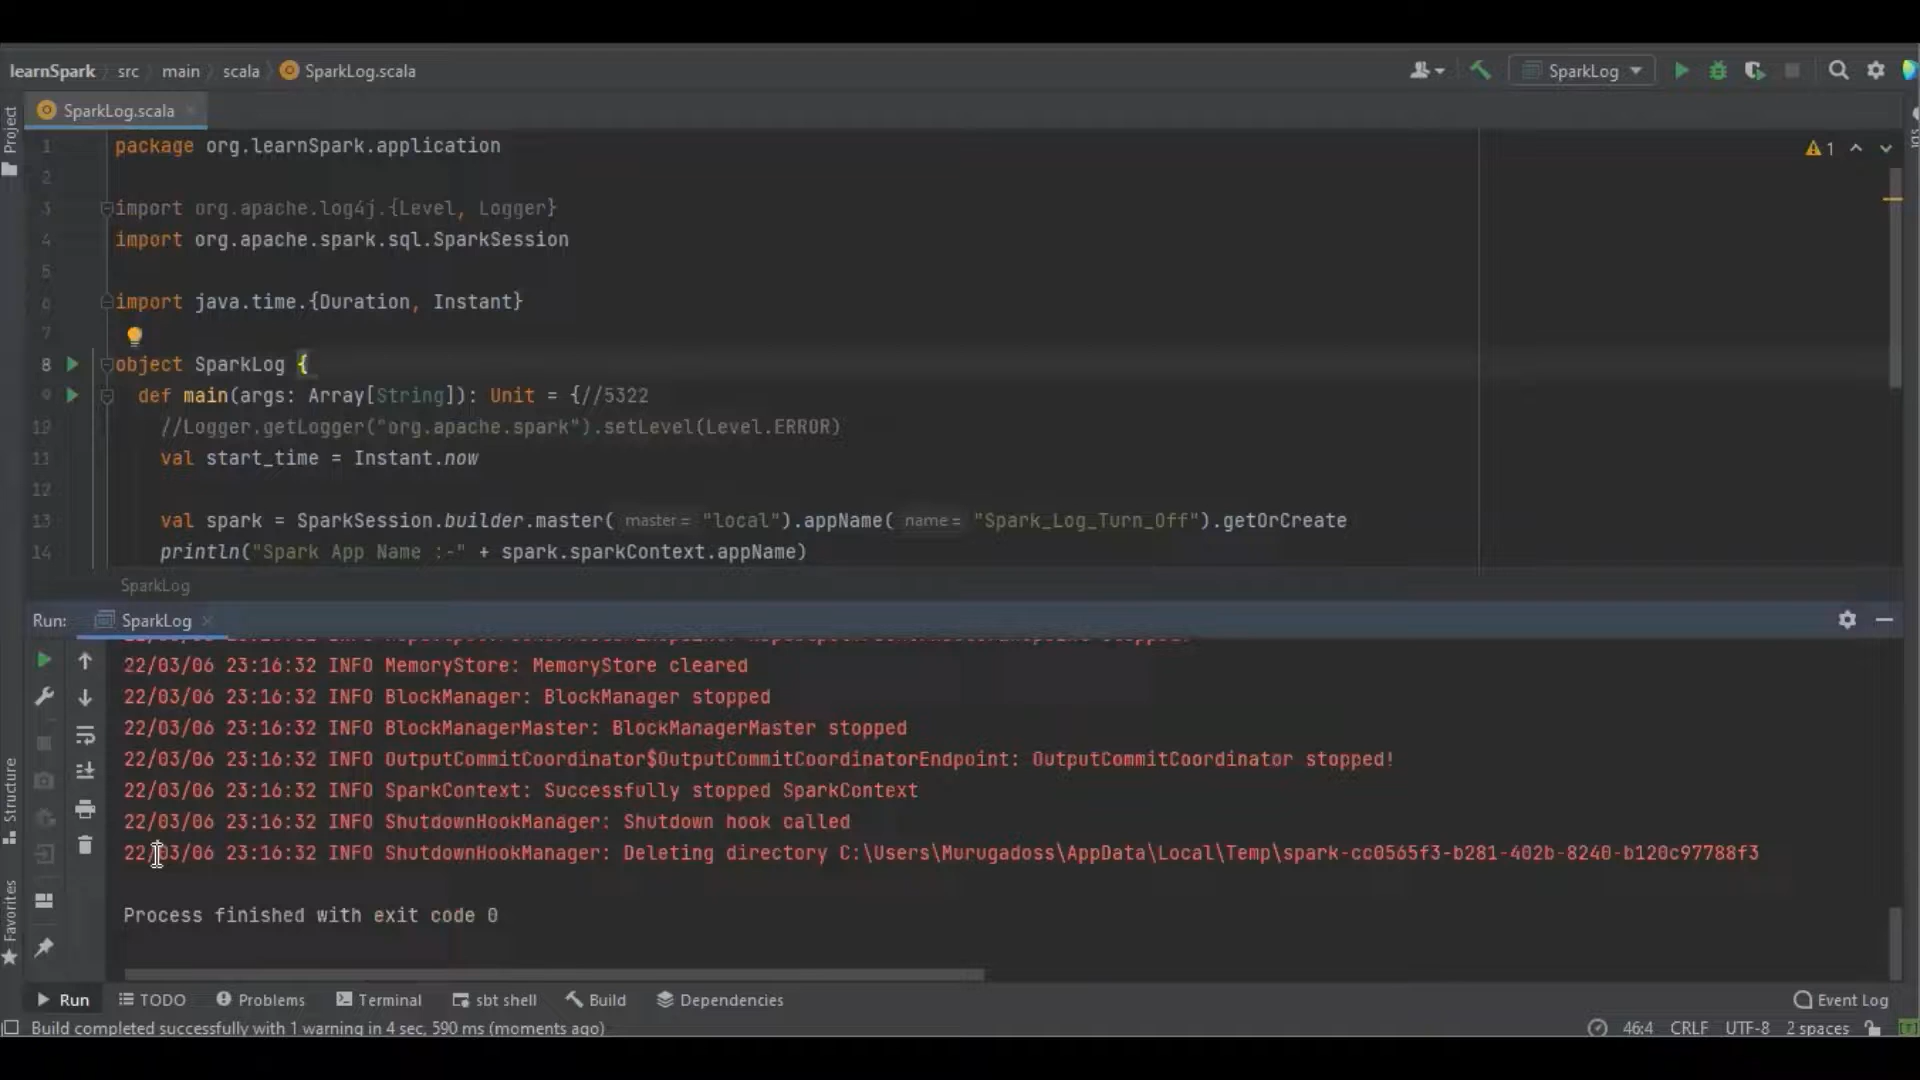 learnSpark src main scala SparkLog.scala SparkLog
Project
SparkLog.scala
1 package org.learnSpark.application
1
2
3 import org.apache.log4j.{Level, Logger}
4 import org.apache.spark.sql.SparkSession
5
6 import java.time.{Duration, Instant}
7
8 object SparkLog {
9 def main(args: Array[String]): Unit = {//5322
10 //Logger.getLogger("org.apache.spark").setLevel(Level.ERROR)
11 val start_time = Instant.now
12
13 val spark = SparkSession.builder.master( master = "local").appName( name = "Spark_Log_Turn_Off").getOrCreate
14 println("Spark App Name :-" + spark.sparkContext.appName)
SparkLog
Run: SparkLog
22/03/06 23:16:32 INFO MemoryStore: MemoryStore cleared
22/03/06 23:16:32 INFO BlockManager: BlockManager stopped
22/03/06 23:16:32 INFO BlockManagerMaster: BlockManagerMaster stopped
22/03/06 23:16:32 INFO OutputCommitCoordinator$OutputCommitCoordinatorEndpoint: OutputCommitCoordinator stopped!
22/03/06 23:16:32 INFO SparkContext: Successfully stopped SparkContext
22/03/06 23:16:32 INFO ShutdownHookManager: Shutdown hook called
22/03/06 23:16:32 INFO ShutdownHookManager: Deleting directory C:\Users\Murugadoss\AppData\Local\Temp\spark-cc0565f3-b281-402b-8240-b120c97788f3
Process finished with exit code 0
Structure
Favorites
Run TODO Problems Terminal sbt shell Build Dependencies Event Log
Build completed successfully with 1 warning in 4 sec, 590 ms (moments ago) 46:4 CRLF UTF-8 2 spaces